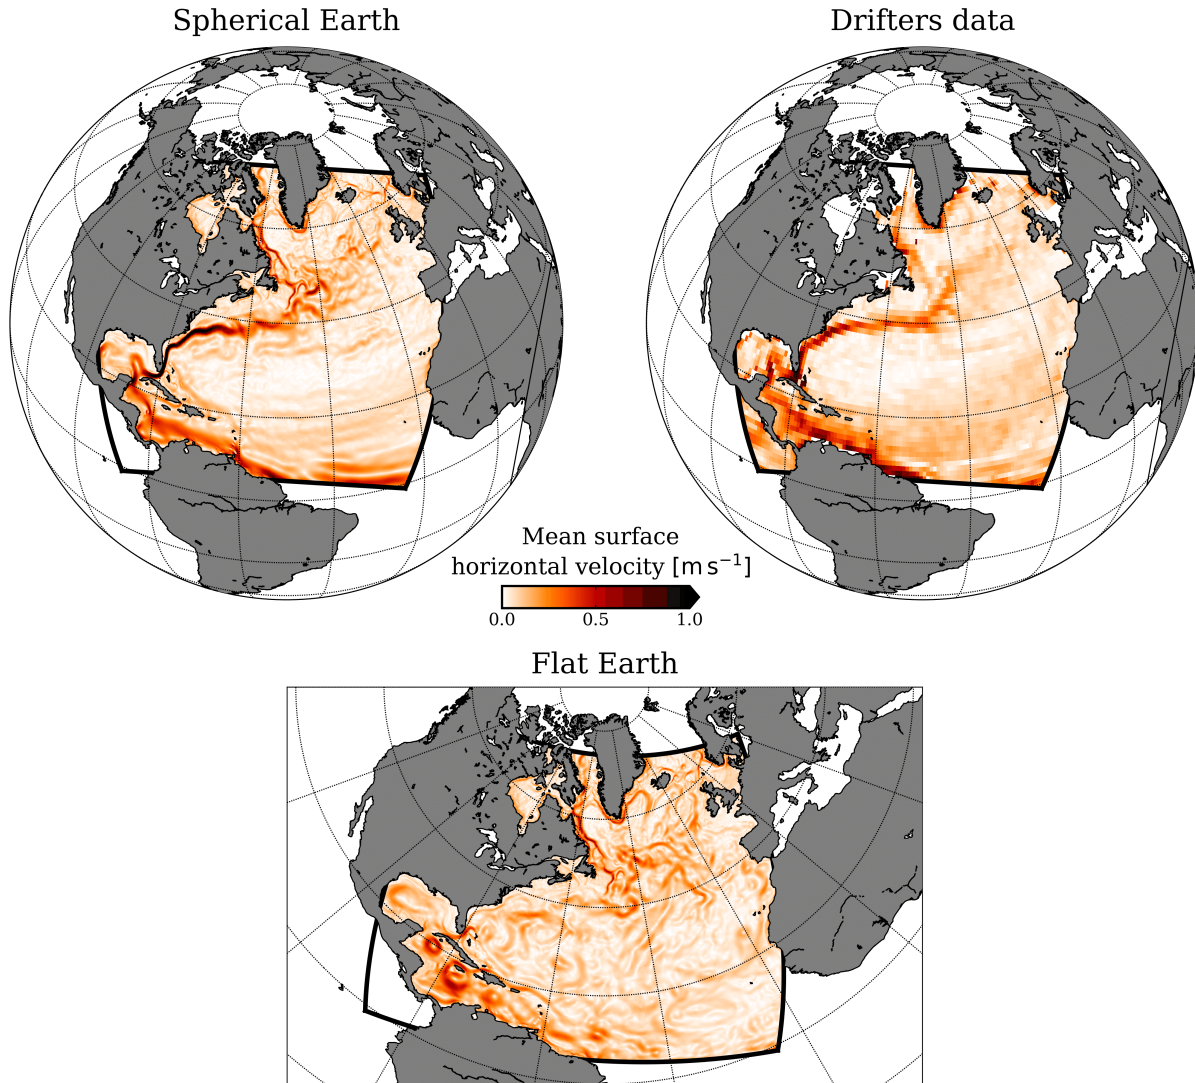 Spherical Earth
Drifters data
Mean surface
horizontal velocity [m s⁻¹]
0.0 0.5 1.0
Flat Earth